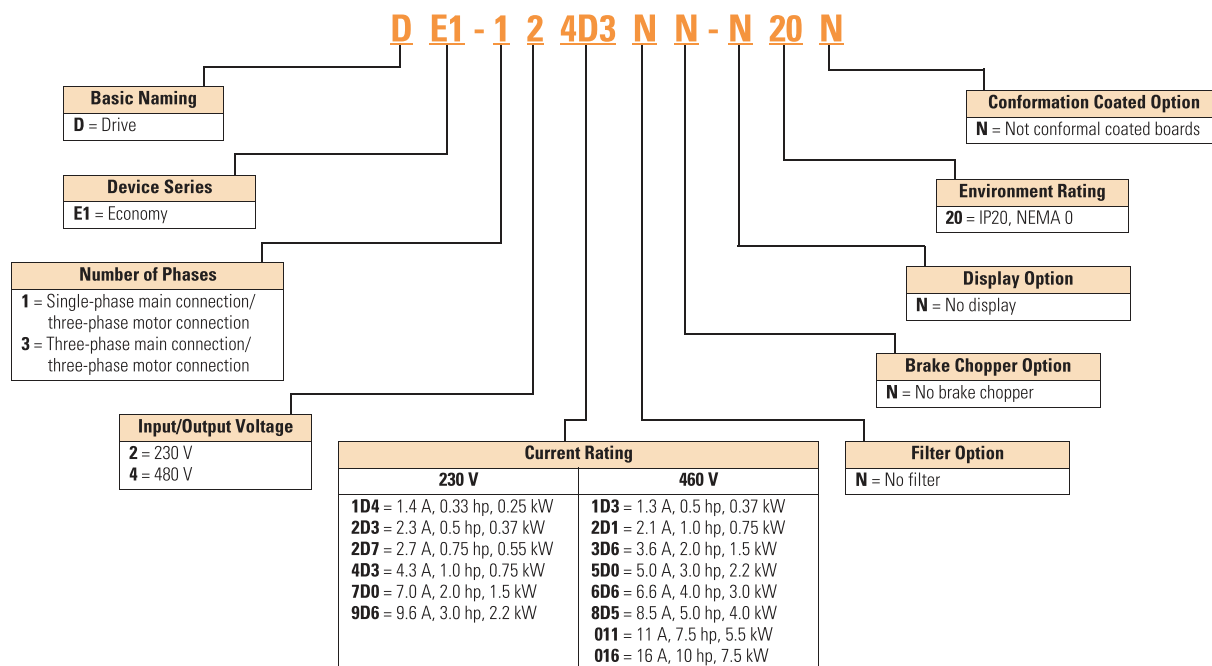 D E1 - 1 2 4D3 N N - N 20 N
Basic Naming
D = Drive
Device Series
E1 = Economy
Number of Phases
1 = Single-phase main connection/
three-phase motor connection
3 = Three-phase main connection/
three-phase motor connection
Input/Output Voltage
2 = 230 V
4 = 480 V
Current Rating
230 V
1D4 = 1.4 A, 0.33 hp, 0.25 kW
2D3 = 2.3 A, 0.5 hp, 0.37 kW
2D7 = 2.7 A, 0.75 hp, 0.55 kW
4D3 = 4.3 A, 1.0 hp, 0.75 kW
7D0 = 7.0 A, 2.0 hp, 1.5 kW
9D6 = 9.6 A, 3.0 hp, 2.2 kW
460 V
1D3 = 1.3 A, 0.5 hp, 0.37 kW
2D1 = 2.1 A, 1.0 hp, 0.75 kW
3D6 = 3.6 A, 2.0 hp, 1.5 kW
5D0 = 5.0 A, 3.0 hp, 2.2 kW
6D6 = 6.6 A, 4.0 hp, 3.0 kW
8D5 = 8.5 A, 5.0 hp, 4.0 kW
011 = 11 A, 7.5 hp, 5.5 kW
016 = 16 A, 10 hp, 7.5 kW
Conformation Coated Option
N = Not conformal coated boards
Environment Rating
20 = IP20, NEMA 0
Display Option
N = No display
Brake Chopper Option
N = No brake chopper
Filter Option
N = No filter